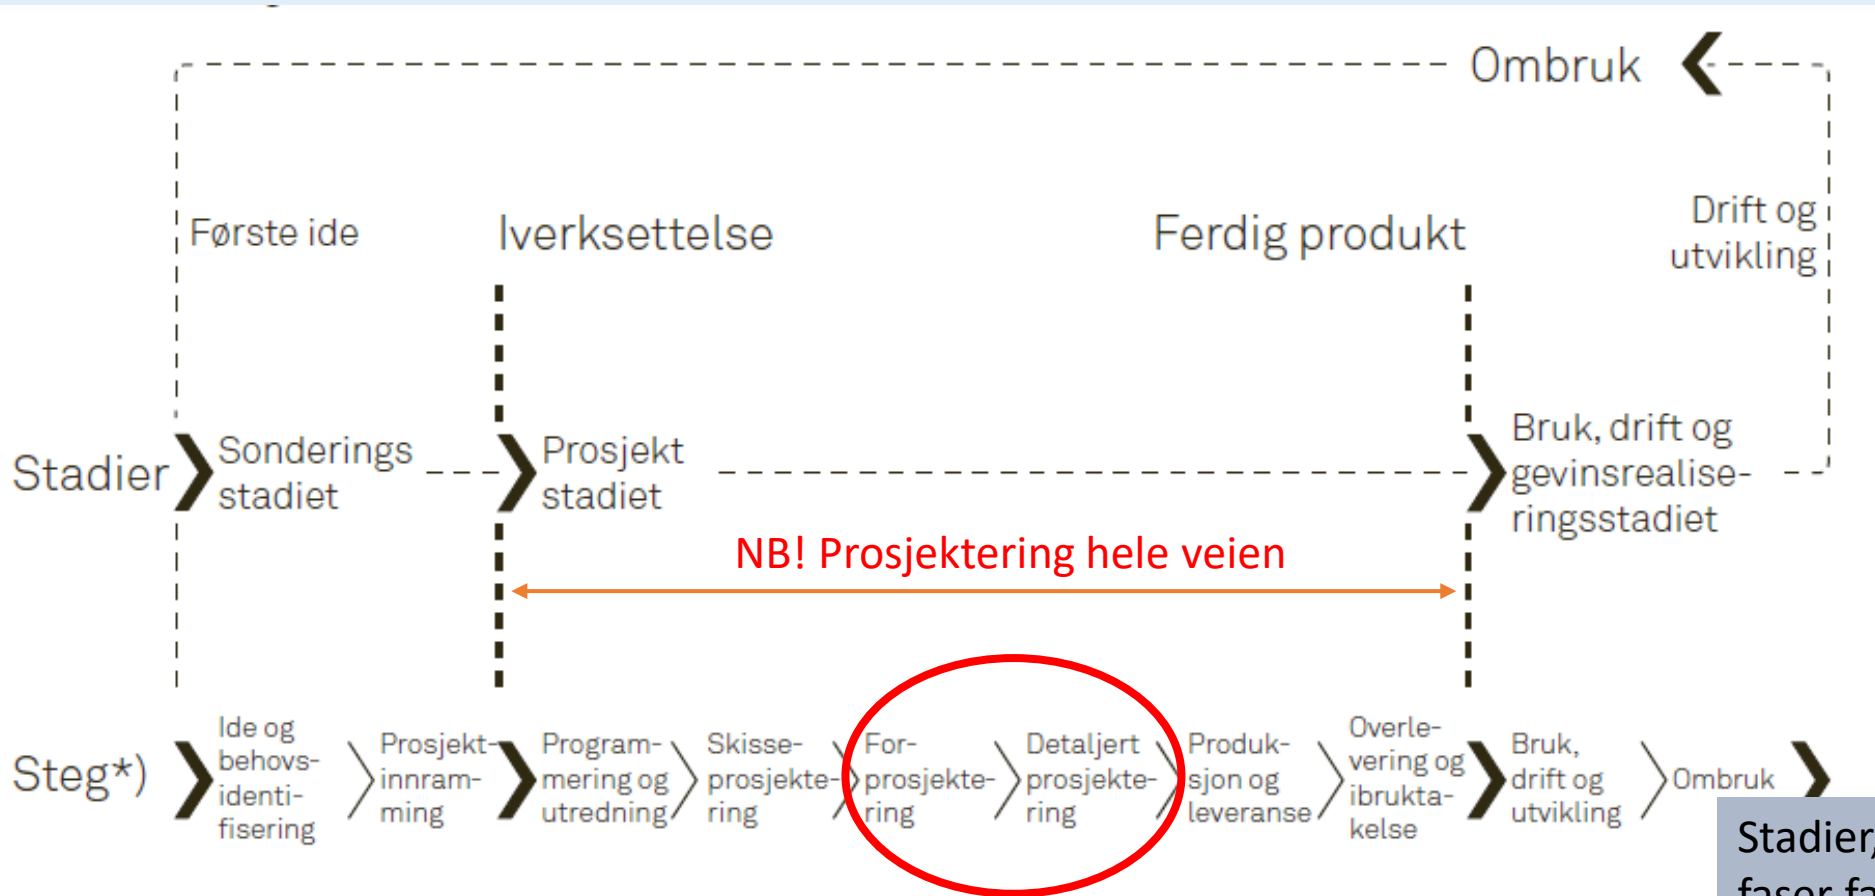 Ombruk
Første ide
Iverksettelse
Ferdig produkt
Drift og
utvikling
Stadier
Sonderings
stadiet
Prosjekt
stadiet
Bruk, drift og
gevinsrealise-
ringsstadiet
NB! Prosjektering hele veien
Steg*)
Ide og
behovs-
identi-
fisering
Prosjekt-
innram-
ming
Program-
mering og
utredning
Skisse-
prosjekte-
ring
For-
prosjekte-
ring
Detaljert
prosjekte-
ring
Produk-
sjon og
leveranse
Overle-
vering og
ibrukta-
kelse
Bruk,
drift og
utvikling
Ombruk
Stadier,
faser